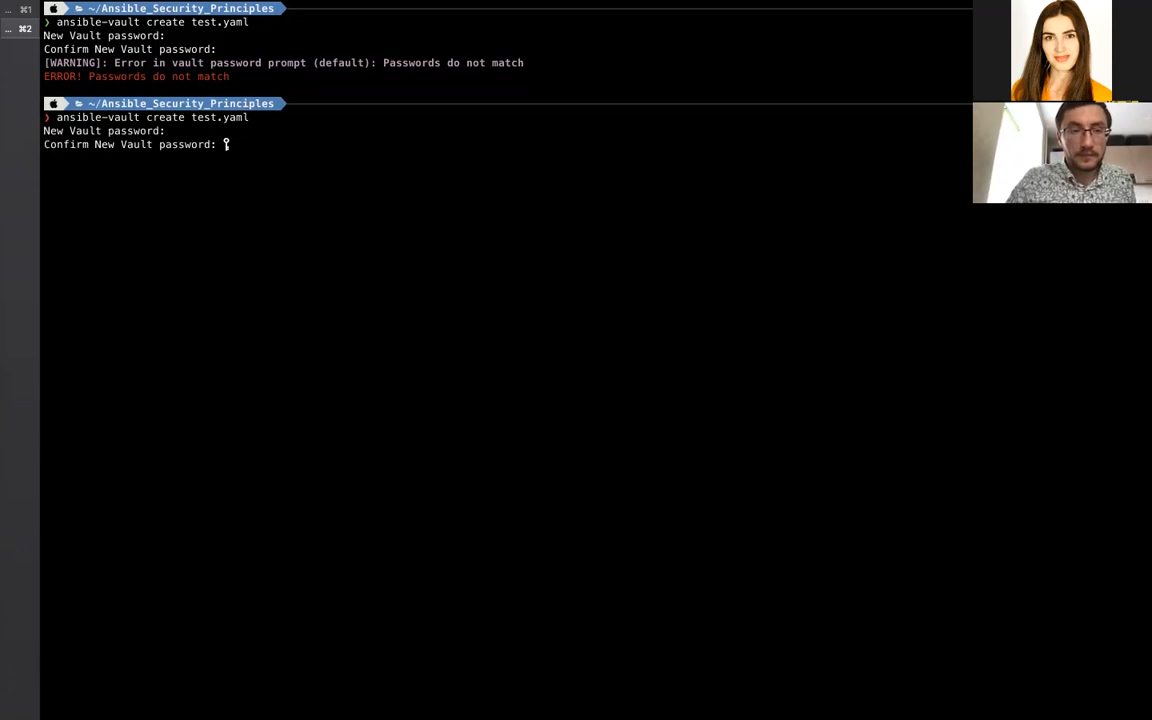 ... ⌘1
... ⌘2
~/Ansible_Security_Principles
❯ ansible-vault create test.yaml
New Vault password:
Confirm New Vault password:
[WARNING]: Error in vault password prompt (default): Passwords do not match
ERROR! Passwords do not match
~/Ansible_Security_Principles
❯ ansible-vault create test.yaml
New Vault password:
Confirm New Vault password: